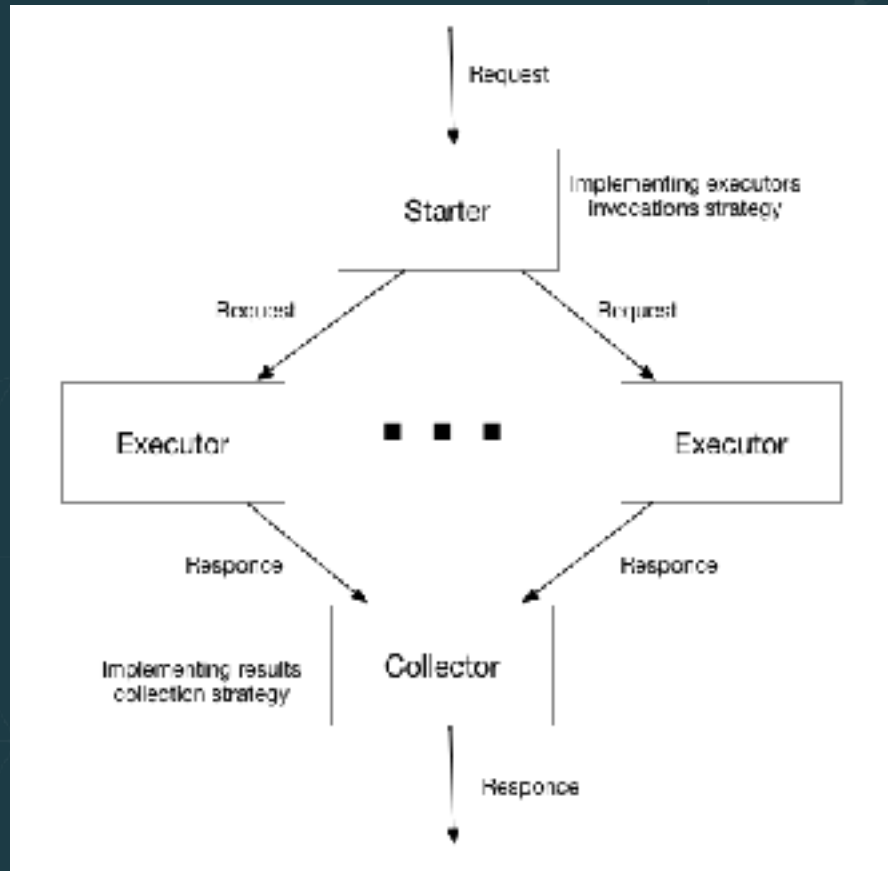 Request
Implementing executors
invocations strategy
Starter
Request
Request
Executor
Executor
Responce
Responce
Implementing results
collection strategy
Collector
Responce